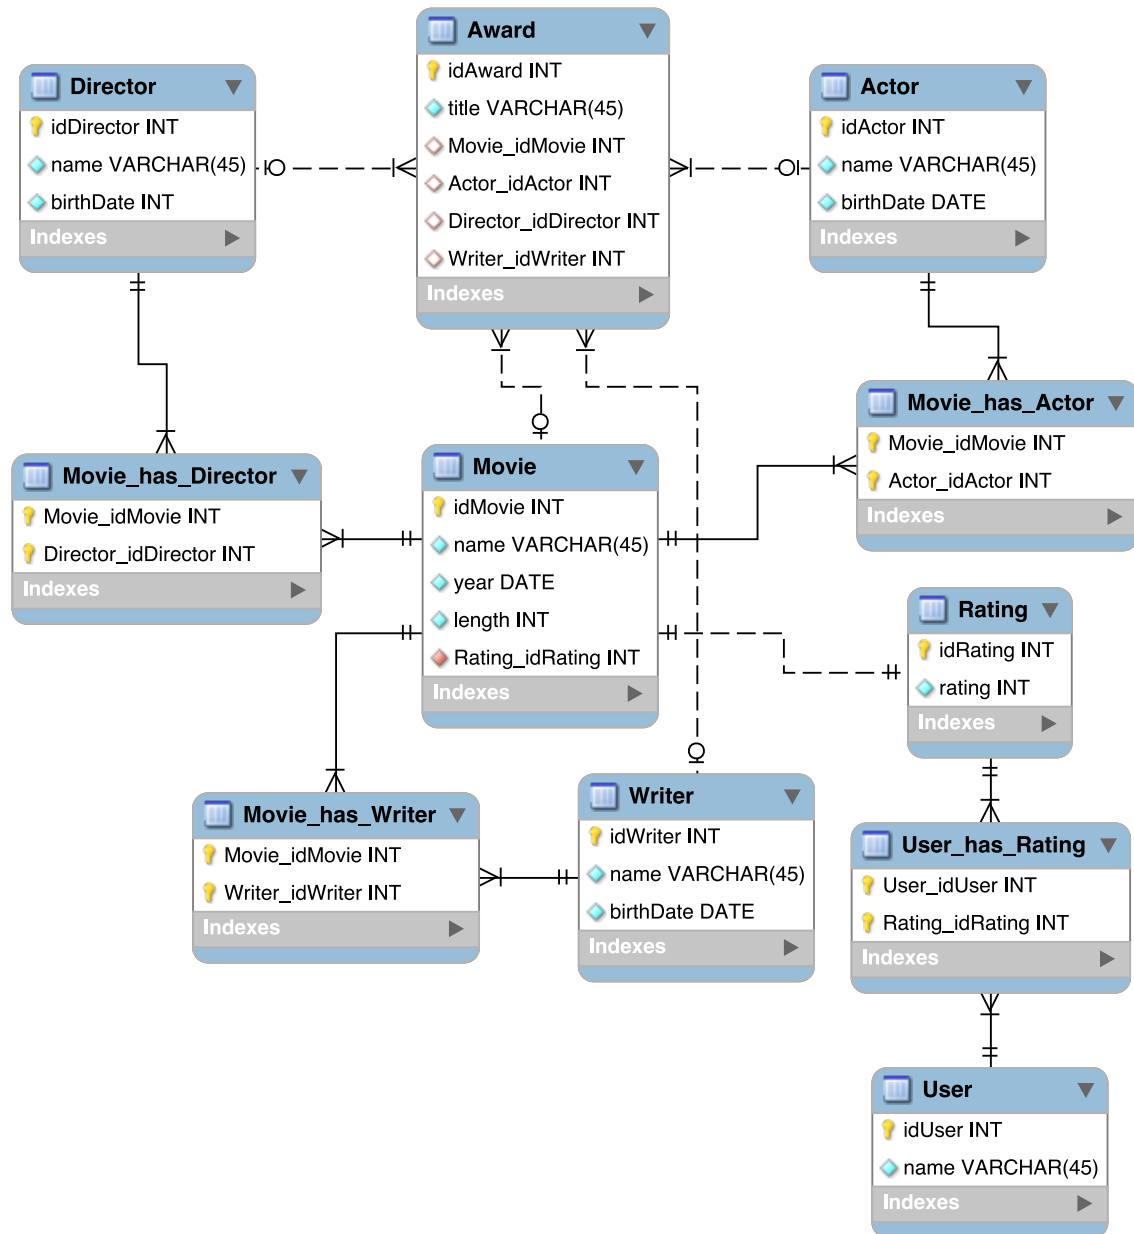 Award
idAward INT
title VARCHAR(45)
Movie_idMovie INT
Actor_idActor INT
Director_idDirector INT
Writer_idWriter INT
Indexes
Director
idDirector INT
name VARCHAR(45)
birthDate INT
Indexes
Actor
idActor INT
name VARCHAR(45)
birthDate DATE
Indexes
Movie_has_Director
Movie_idMovie INT
Director_idDirector INT
Indexes
Movie
idMovie INT
name VARCHAR(45)
year DATE
length INT
Rating_idRating INT
Indexes
Movie_has_Actor
Movie_idMovie INT
Actor_idActor INT
Indexes
Rating
idRating INT
rating INT
Indexes
Movie_has_Writer
Movie_idMovie INT
Writer_idWriter INT
Indexes
Writer
idWriter INT
name VARCHAR(45)
birthDate DATE
Indexes
User_has_Rating
User_idUser INT
Rating_idRating INT
Indexes
User
idUser INT
name VARCHAR(45)
Indexes